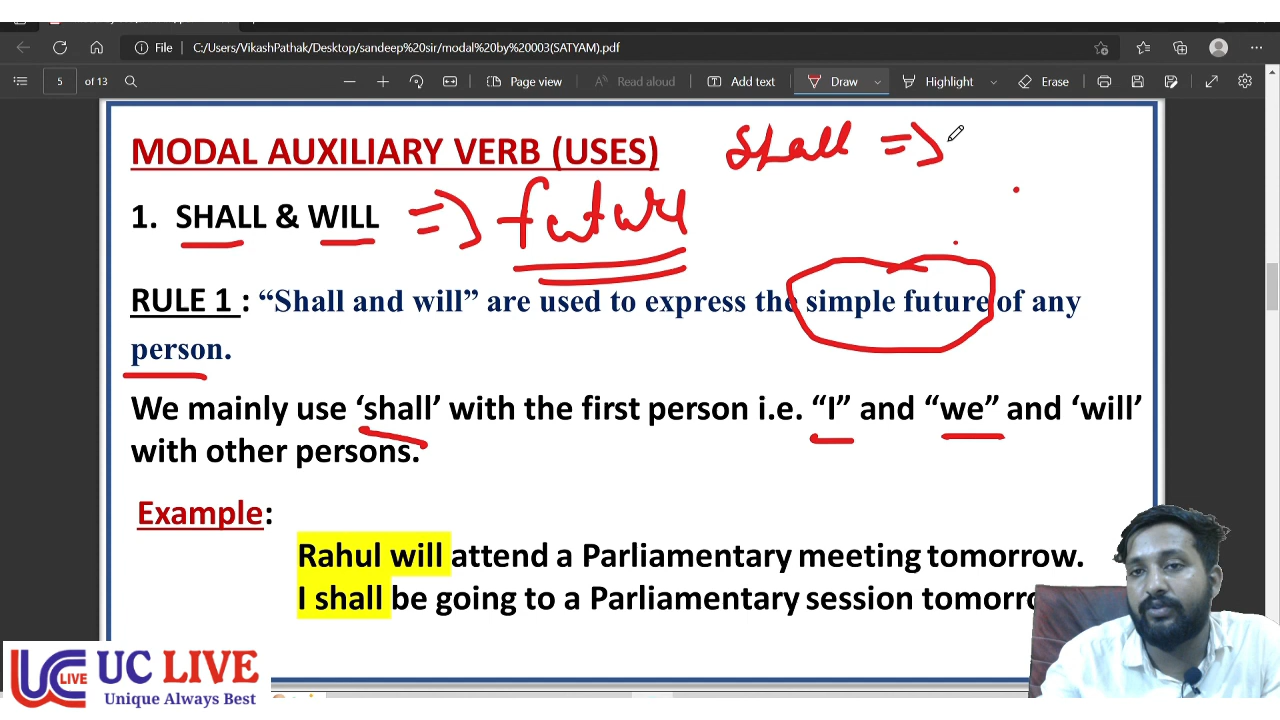 File C:/Users/VikashPathak/Desktop/sandeep%20sir/modal%20by%20003(SATYAM).pdf
5 of 13 Page view Read aloud Add text Draw Highlight Erase
MODAL AUXILIARY VERB (USES) Shall =>
1. SHALL & WILL => future
RULE 1 : “Shall and will” are used to express the simple future of any
person.
We mainly use ‘shall’ with the first person i.e. “I” and “we” and ‘will’
with other persons.
Example:
Rahul will attend a Parliamentary meeting tomorrow.
I shall be going to a Parliamentary session
UC LIVE
LIVE
Unique Always Best